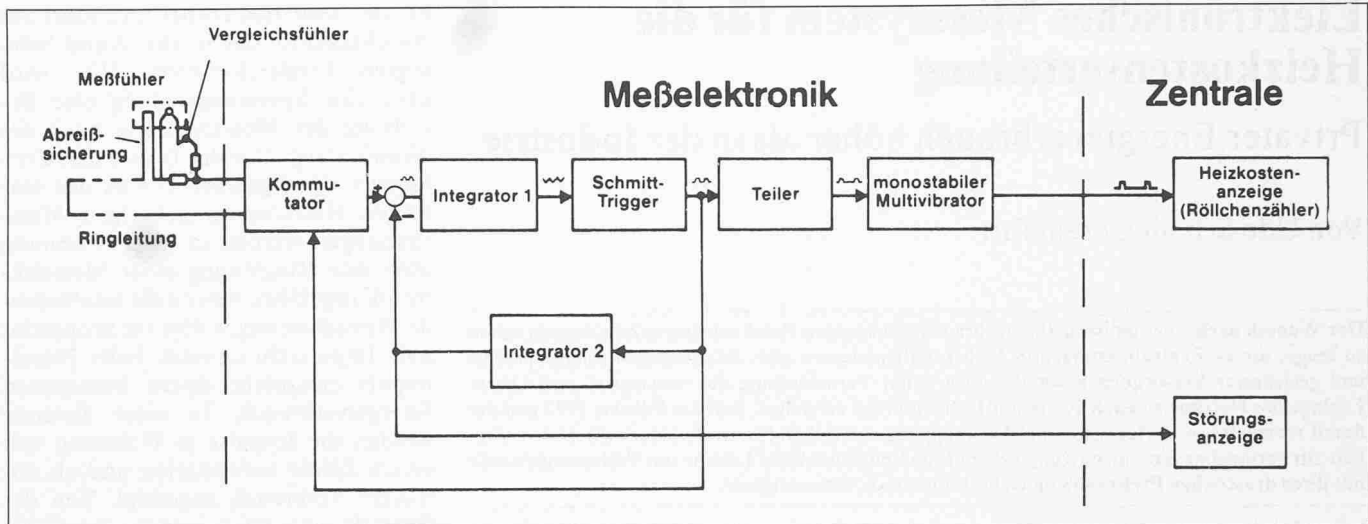 Vergleichsfühler
Meßfühler
Abreiß-
sicherung
Ringleitung
Meßelektronik
Zentrale
Kommu-
tator
+
–
Integrator 1
Schmitt-
Trigger
Teiler
monostabiler
Multivibrator
Heizkosten-
anzeige
(Röllchenzähler)
Integrator 2
Störungs-
anzeige